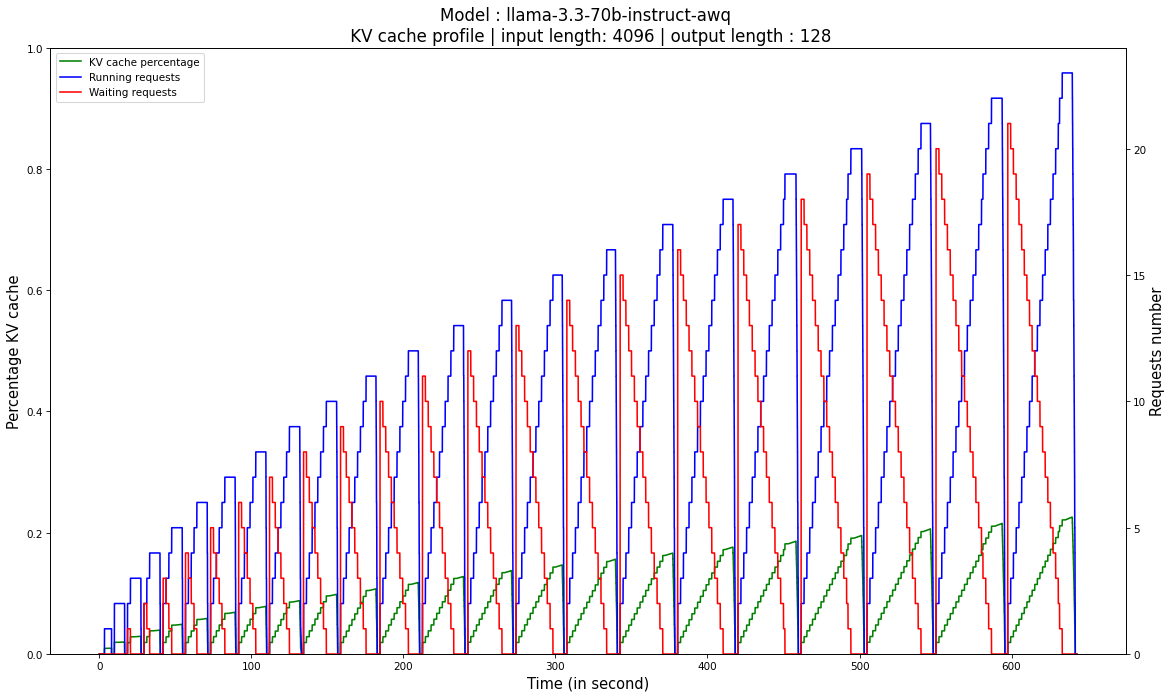 Model : llama-3.3-70b-instruct-awq
KV cache profile | input length: 4096 | output length : 128
KV cache percentage
Running requests
Waiting requests
Percentage KV cache
1.0
0.8
0.6
0.4
0.2
0.0
20
15
10
5
0
Requests number
0 100 200 300 400 500 600
Time (in second)